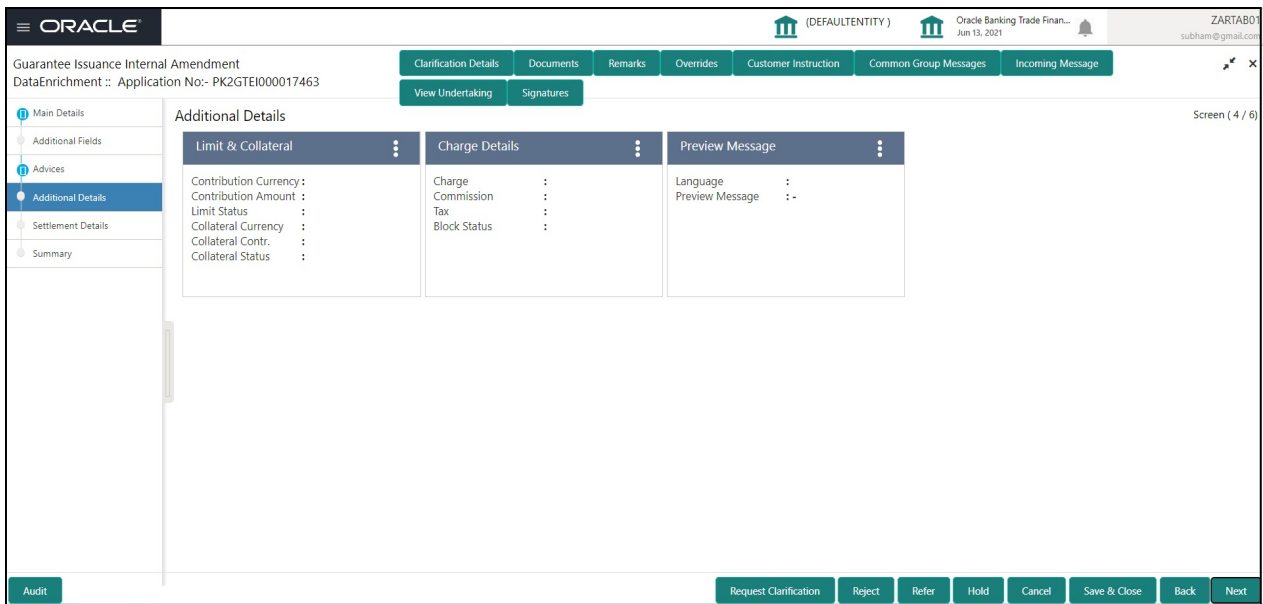 ORACLE
(DEFAULTENTITY )
Oracle Banking Trade Finan...
Jun 13, 2021
ZARTAB01
subham@gmail.com
Guarantee Issuance Internal Amendment
DataEnrichment :: Application No:- PK2GTEI000017463
Clarification Details
Documents
Remarks
Overrides
Customer Instruction
Common Group Messages
Incoming Message
View Undertaking
Signatures
Main Details
Additional Fields
Advices
Additional Details
Settlement Details
Summary
Additional Details
Screen ( 4 / 6)
Limit & Collateral
Contribution Currency :
Contribution Amount :
Limit Status :
Collateral Currency :
Collateral Contr. :
Collateral Status :
Charge Details
Charge :
Commission :
Tax :
Block Status :
Preview Message
Language :
Preview Message : -
Audit
Request Clarification
Reject
Refer
Hold
Cancel
Save & Close
Back
Next